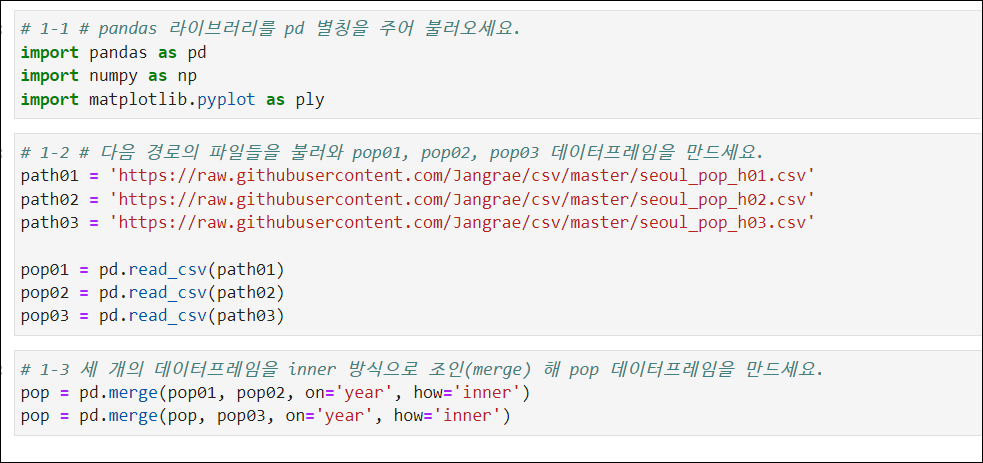 # 1-1 # pandas 라이브러리를 pd 별칭을 주어 불러오세요.
import pandas as pd
import numpy as np
import matplotlib.pyplot as ply
# 1-2 # 다음 경로의 파일들을 불러와 pop01, pop02, pop03 데이터프레임을 만드세요.
path01 = 'https://raw.githubusercontent.com/Jangrae/csv/master/seoul_pop_h01.csv'
path02 = 'https://raw.githubusercontent.com/Jangrae/csv/master/seoul_pop_h02.csv'
path03 = 'https://raw.githubusercontent.com/Jangrae/csv/master/seoul_pop_h03.csv'
pop01 = pd.read_csv(path01)
pop02 = pd.read_csv(path02)
pop03 = pd.read_csv(path03)
# 1-3 세 개의 데이터프레임을 inner 방식으로 조인(merge) 해 pop 데이터프레임을 만드세요.
pop = pd.merge(pop01, pop02, on='year', how='inner')
pop = pd.merge(pop, pop03, on='year', how='inner')